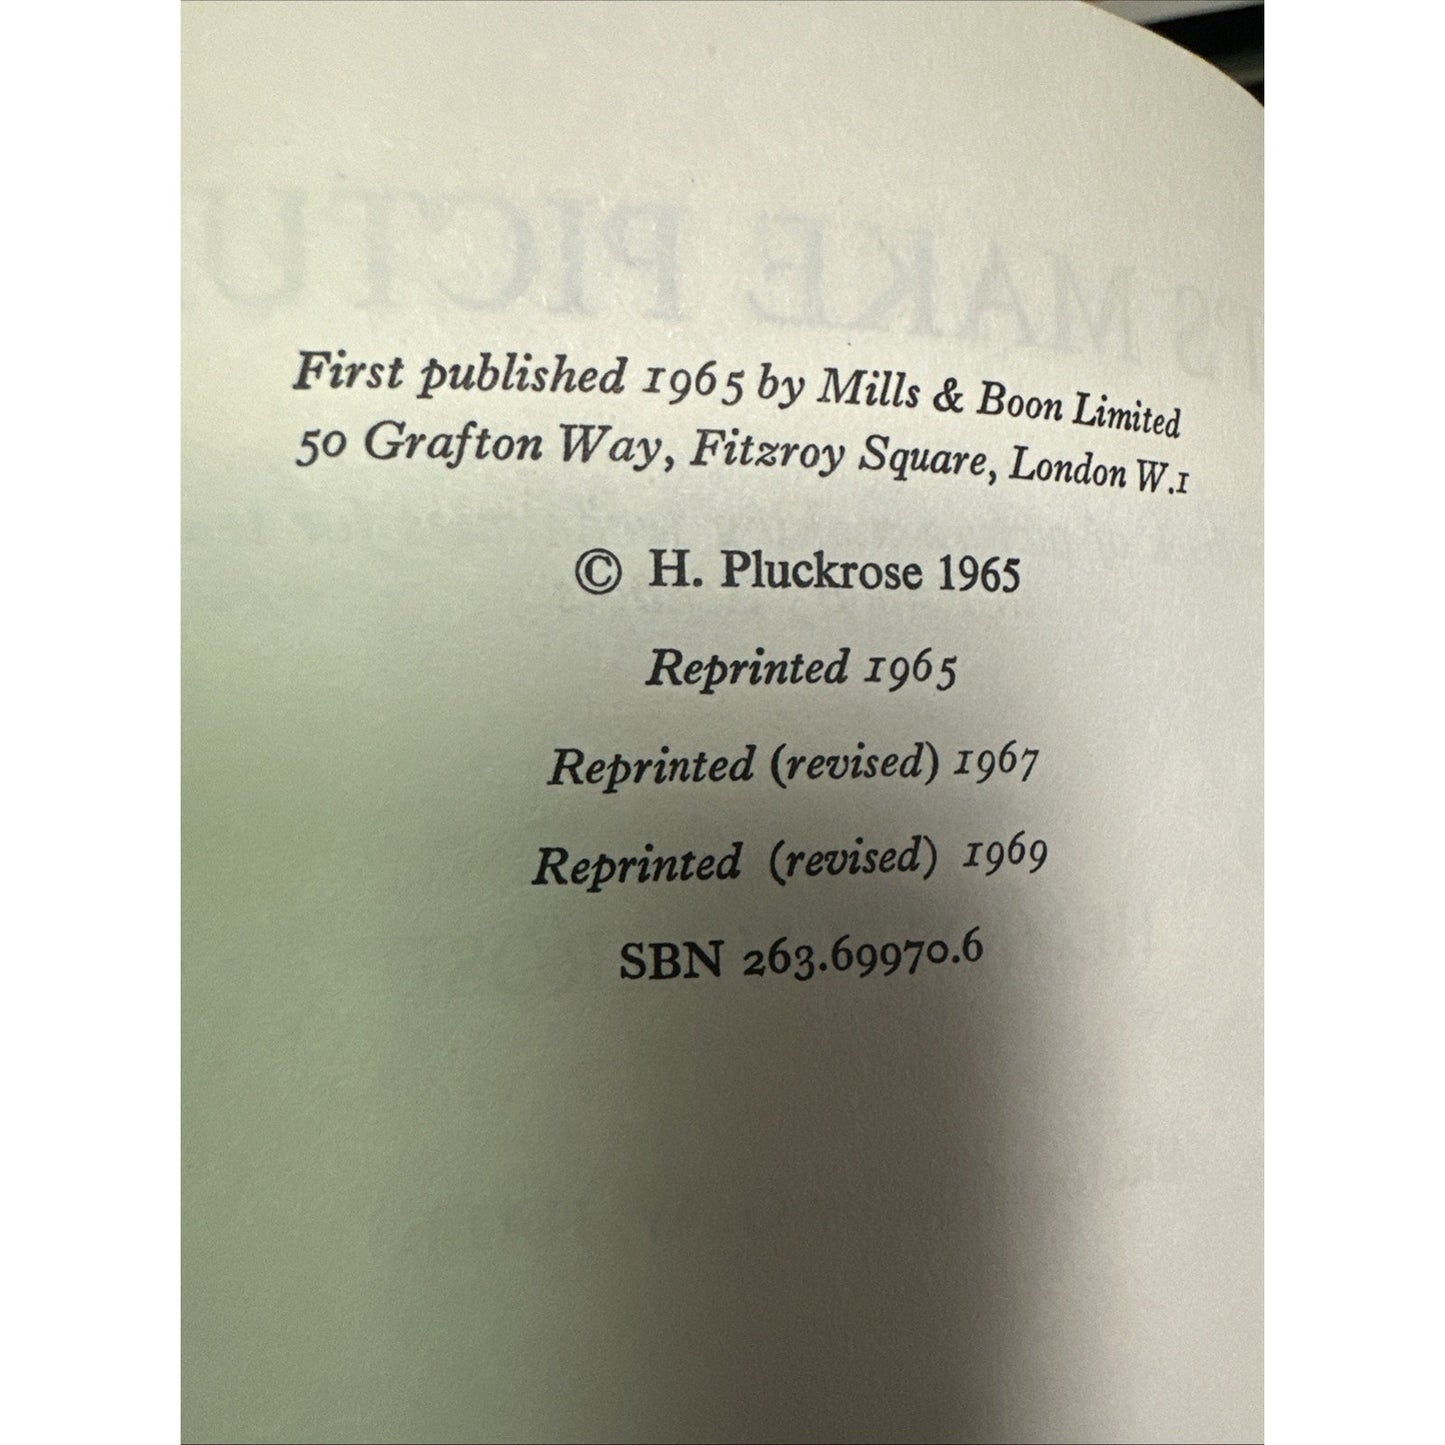 First published 1965 by Mills & Boon Limited
50 Grafton Way, Fitzroy Square, London W.1
© H. Pluckrose 1965
Reprinted 1965
Reprinted (revised) 1967
Reprinted (revised) 1969
SBN 263.69970.6